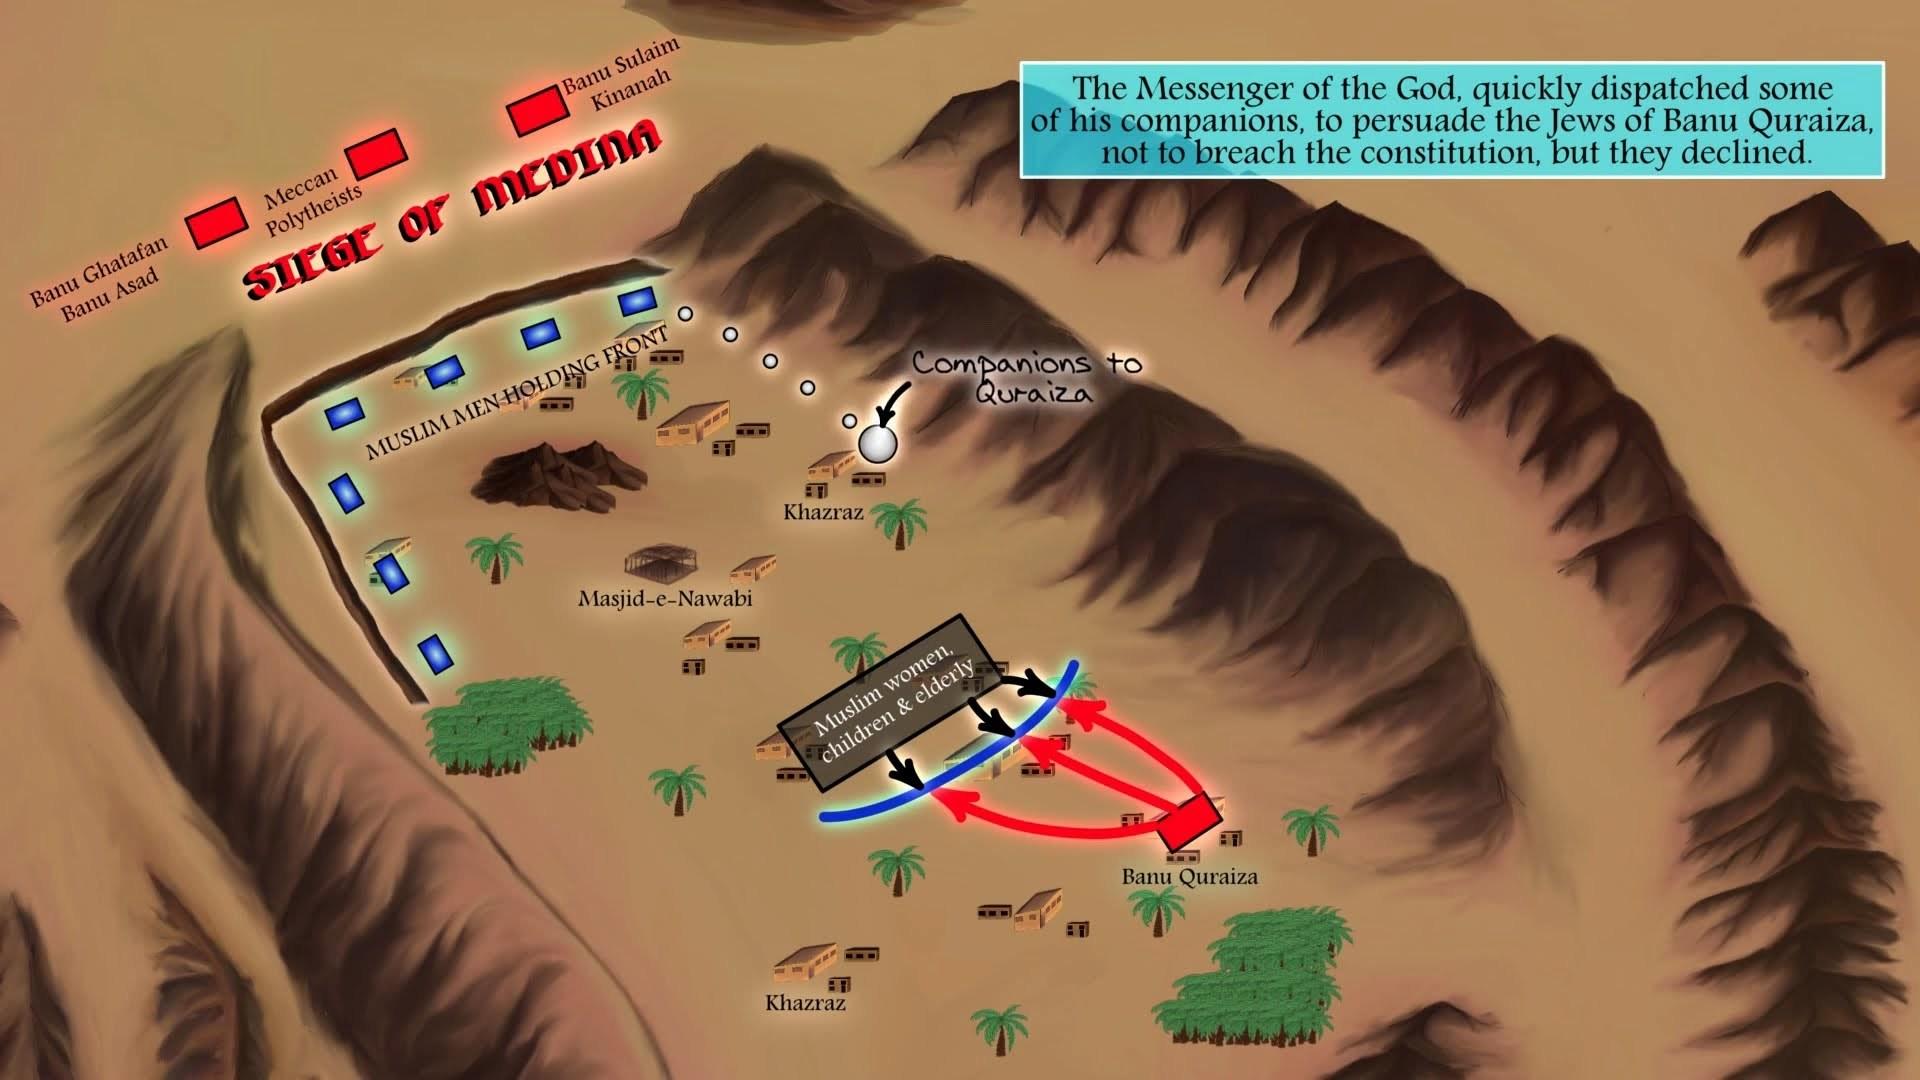 Banu Sulaim
Kinanah
Meccan
Polytheists
Banu Ghatafan
Banu Asad
SIEGE OF MEDINA
The Messenger of the God, quickly dispatched some
of his companions, to persuade the Jews of Banu Quraiza,
not to breach the constitution, but they declined.
MUSLIM MEN HOLDING FRONT
Companions to
Quraiza
Khazraz
Masjid-e-Nawabi
Muslim women,
children & elderly
Banu Quraiza
Khazraz